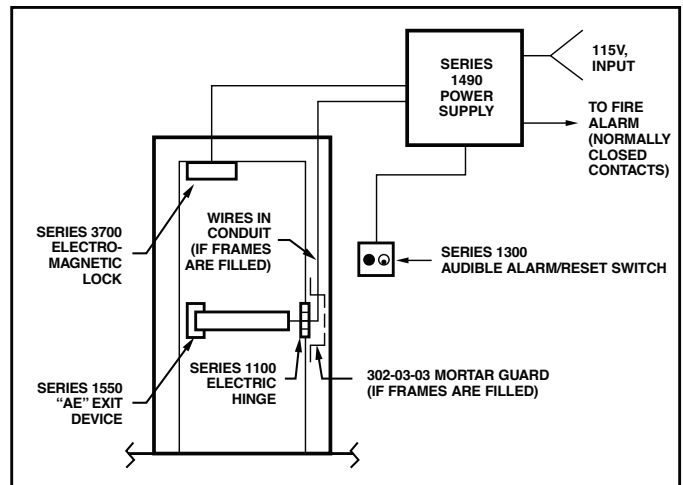 SERIES
1490
POWER
SUPPLY
115V,
INPUT
TO FIRE
ALARM
(NORMALLY
CLOSED
CONTACTS)
SERIES 3700
ELECTRO-
MAGNETIC
LOCK
WIRES IN
CONDUIT
(IF FRAMES
ARE FILLED)
SERIES 1300
AUDIBLE ALARM/RESET SWITCH
SERIES 1550
“AE” EXIT
DEVICE
SERIES 1100
ELECTRIC
HINGE
302-03-03 MORTAR GUARD
(IF FRAMES ARE FILLED)